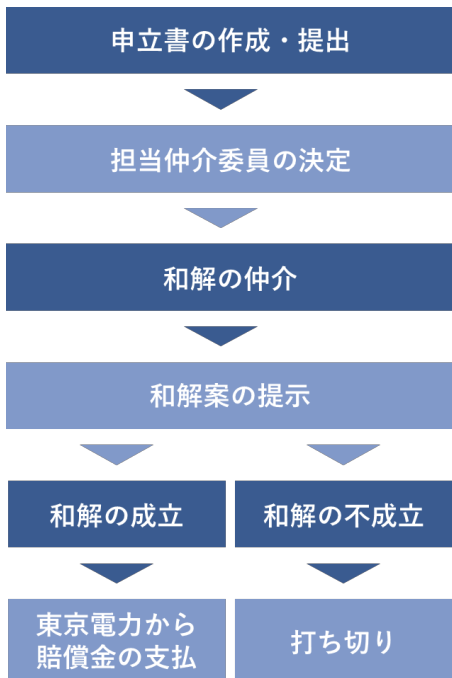 申立書の作成・提出
担当仲介委員の決定
和解の仲介
和解案の提示
和解の成立
和解の不成立
東京電力から
賠償金の支払
打ち切り